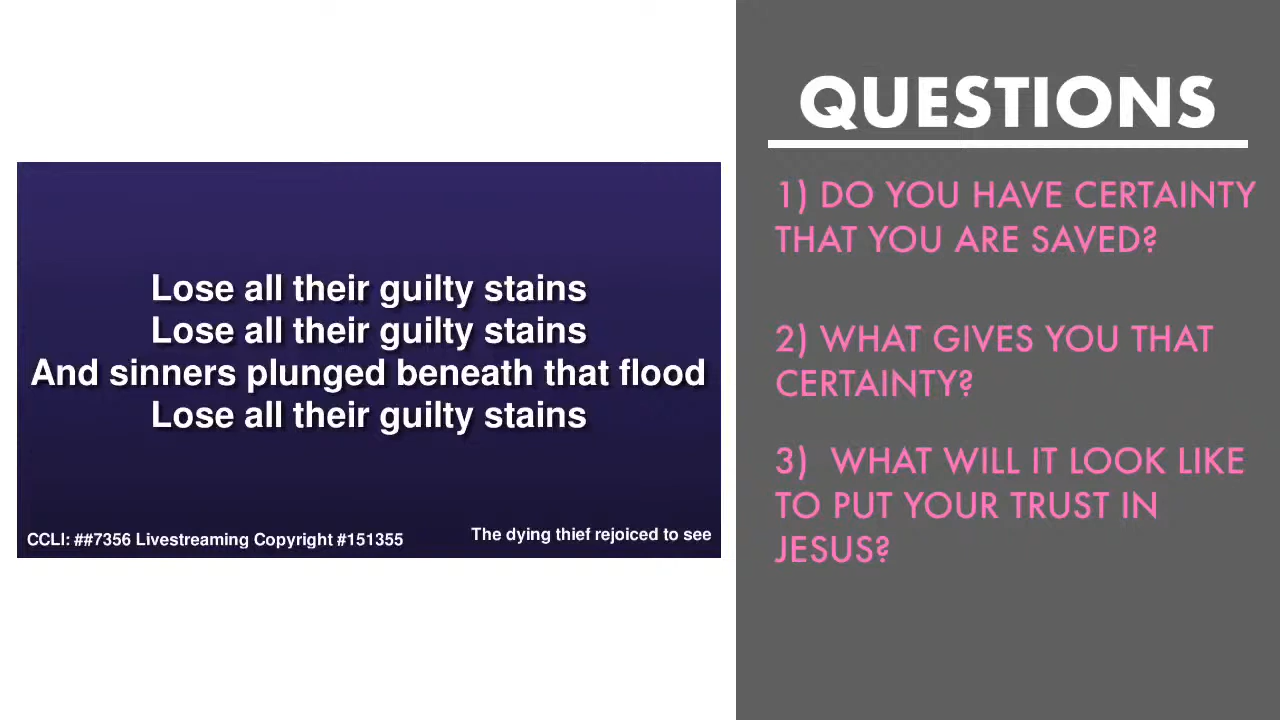 Lose all their guilty stains
Lose all their guilty stains
And sinners plunged beneath that flood
Lose all their guilty stains
CCLI: ##7356 Livestreaming Copyright #151355
The dying thief rejoiced to see
QUESTIONS
1) DO YOU HAVE CERTAINTY
THAT YOU ARE SAVED?
2) WHAT GIVES YOU THAT
CERTAINTY?
3) WHAT WILL IT LOOK LIKE
TO PUT YOUR TRUST IN
JESUS?